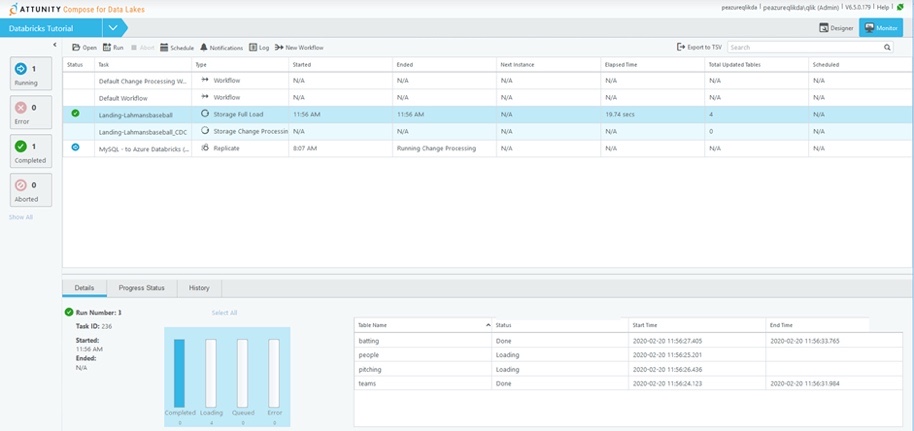 ATTUNITY Compose for Data Lakes
peazureqlikda peazureqlikda\qlik (Admin) | V6.5.0.179 | Help |
Databricks Tutorial
Designer Monitor
Open Run Abort Schedule Notifications Log New Workflow Export to TSV Search
Status Task Type Started Ended Next Instance Elapsed Time Total Updated Tables Scheduled
1 Running
0 Error
1 Completed
0 Aborted
Show All
Default Change Processing W... Workflow N/A N/A N/A N/A N/A N/A
Default Workflow Workflow N/A N/A N/A N/A N/A N/A
Landing-Lahmansbaseball Storage Full Load 11:56 AM 11:56 AM N/A 19.74 secs 4 N/A
Landing-Lahmansbaseball_CDC Storage Change Processin N/A N/A N/A N/A 0 N/A
MySQL - to Azure Databricks (... Replicate 8:07 AM Running Change Processing N/A N/A N/A N/A
Details Progress Status History
Run Number: 3
Task ID: 236
Started:
11:56 AM
Ended:
N/A
Select All
Completed Loading Queued Error
Table Name Status Start Time End Time
batting Done 2020-02-20 11:56:27.405 2020-02-20 11:56:33.765
people Loading 2020-02-20 11:56:25.201
pitching Loading 2020-02-20 11:56:26.436
teams Done 2020-02-20 11:56:24.123 2020-02-20 11:56:31.984